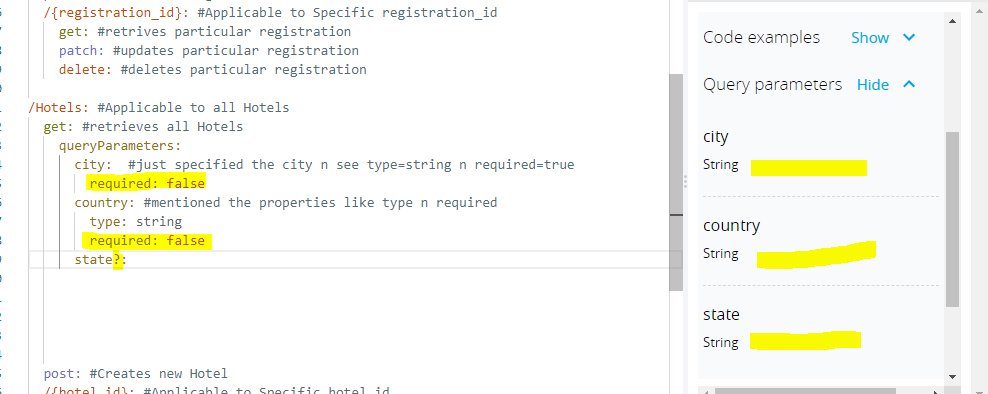 /{registration_id}: #Applicable to Specific registration_id
get: #retrives particular registration
patch: #updates particular registration
delete: #deletes particular registration
/Hotels: #Applicable to all Hotels
get: #retrieves all Hotels
queryParameters:
city:  #just specified the city n see type=string n required=true
required: false
country: #mentioned the properties like type n required
type: string
required: false
state?:
post: #Creates new Hotel
/{hotel_id}: #Applicable to Specific hotel_id
Code examples Show
Query parameters Hide
city
String
country
String
state
String